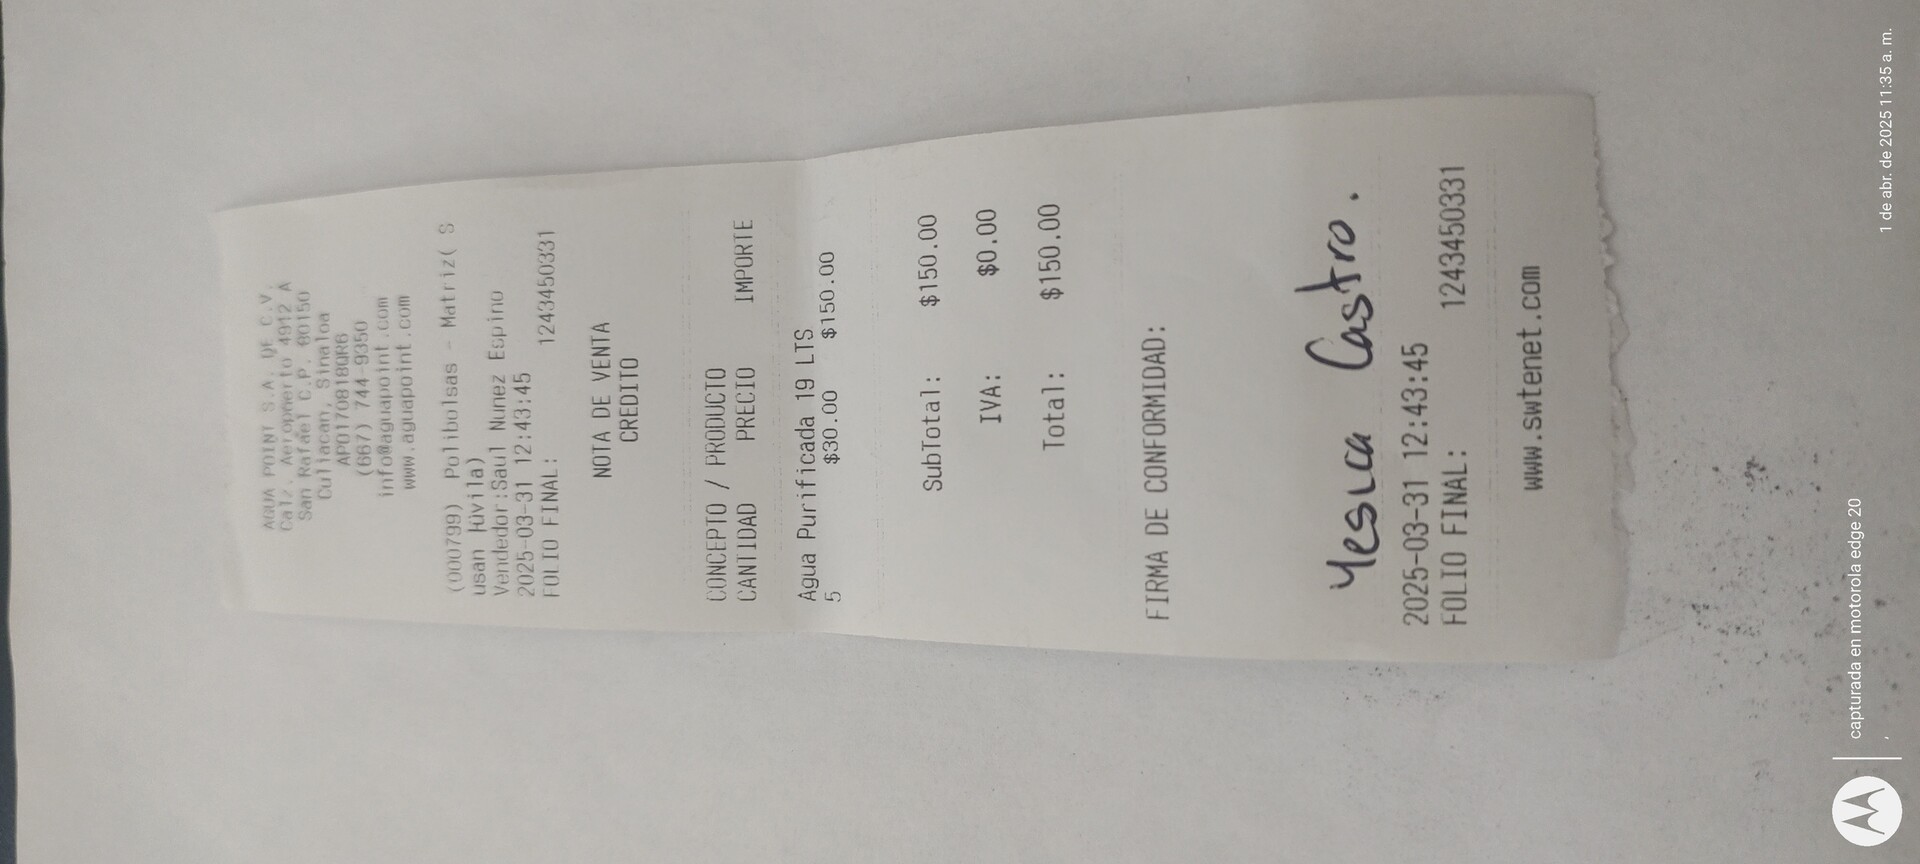 AGUA POINT S.A. DE C.V.
Calz. Aeropuerto 4912 A
San Rafael C.P. 80150
Culiacan, Sinaloa
APO170818QR6
(667) 744-9350
info@aguapoint.com
www.aguapoint.com
(000799) Polibolsas - Matriz( S
usan Hüvila)
Vendedor:Saul Nunez Espino
2025-03-31 12:43:45
FOLIO FINAL: 1243450331
NOTA DE VENTA
CREDITO
CONCEPTO / PRODUCTO
CANTIDAD PRECIO IMPORTE
Agua Purificada 19 LTS
5 $30.00 $150.00
SubTotal: $150.00
IVA: $0.00
Total: $150.00
FIRMA DE CONFORMIDAD:
Yesica Castro.
2025-03-31 12:43:45
FOLIO FINAL: 1243450331
www.swtenet.com
capturada en motorola edge 20
,
1 de abr. de 2025 11:35 a. m.